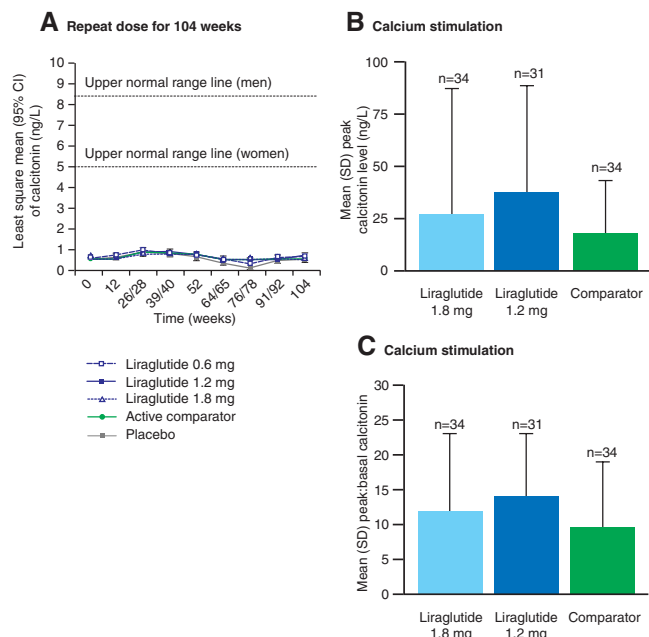 A Repeat dose for 104 weeks
Least square mean (95% CI)
of calcitonin (ng/L)
10
9
8
7
6
5
4
3
2
1
0
Upper normal range line (men)
Upper normal range line (women)
0
12
26/28
39/40
52
64/65
76/78
91/92
104
Time (weeks)
Liraglutide 0.6 mg
Liraglutide 1.2 mg
Liraglutide 1.8 mg
Active comparator
Placebo
B Calcium stimulation
Mean (SD) peak
calcitonin level (ng/L)
100
75
50
25
0
n=34
n=31
n=34
Liraglutide
1.8 mg
Liraglutide
1.2 mg
Comparator
C Calcium stimulation
Mean (SD) peak:basal calcitonin
30
25
20
15
10
5
0
n=34
n=31
n=34
Liraglutide
1.8 mg
Liraglutide
1.2 mg
Comparator